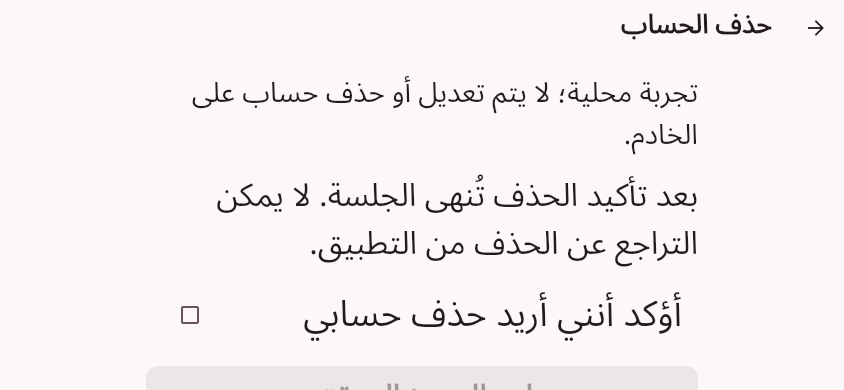 حذف الحساب
تجربة محلية؛ لا يتم تعديل أو حذف حساب على
الخادم.
بعد تأكيد الحذف تُنهى الجلسة. لا يمكن
التراجع عن الحذف من التطبيق.
أؤكد أنني أريد حذف حسابي